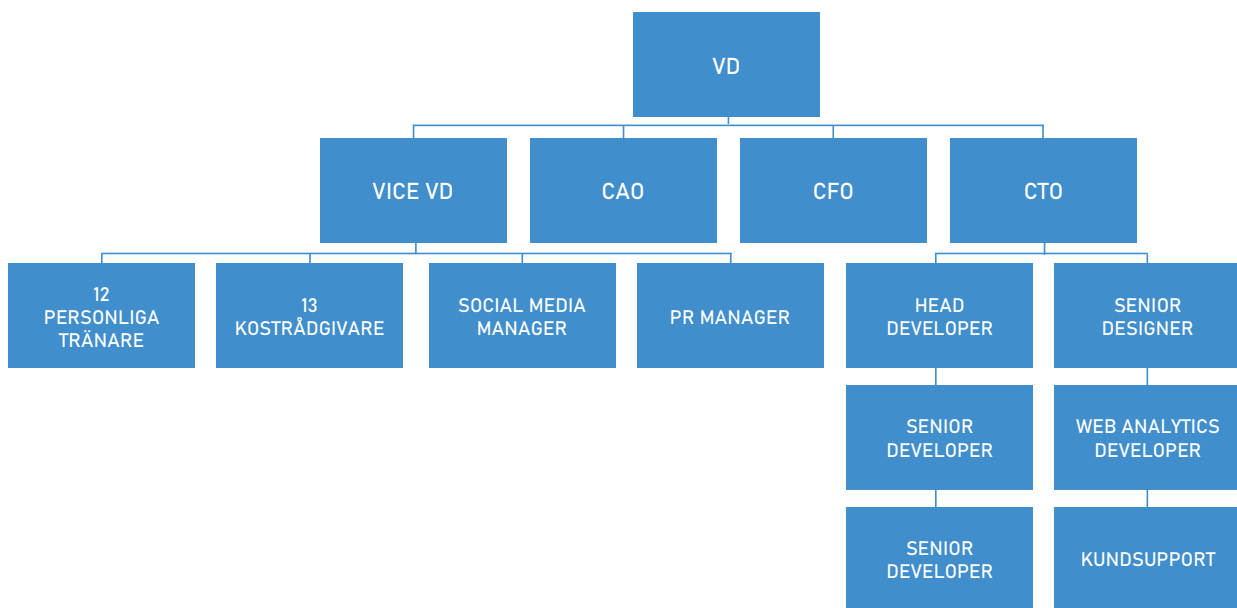 VD
VICE VD
CAO
CFO
CTO
12
PERSONLIGA
TRÄNARE
13
KOSTRÅDGIVARE
SOCIAL MEDIA
MANAGER
PR MANAGER
HEAD
DEVELOPER
SENIOR
DESIGNER
SENIOR
DEVELOPER
WEB ANALYTICS
DEVELOPER
SENIOR
DEVELOPER
KUNDSUPPORT